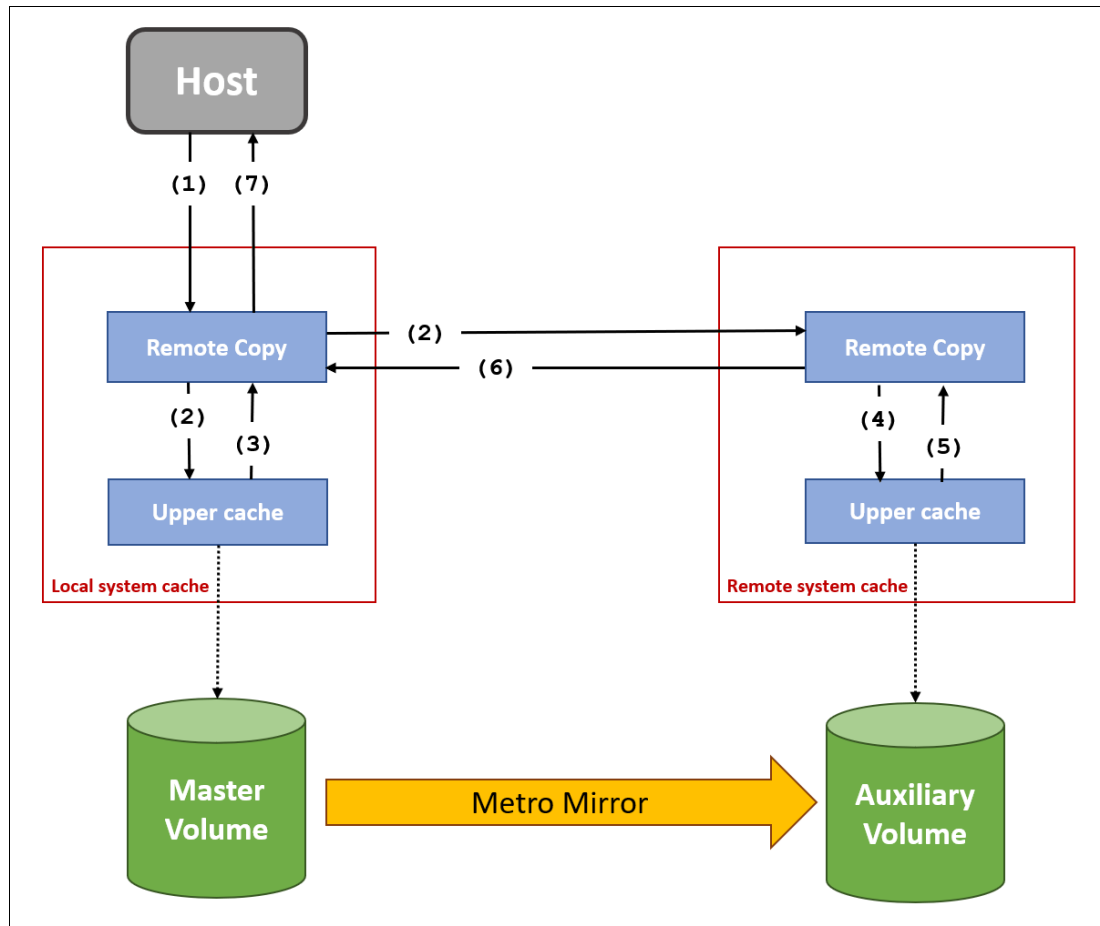 Host
(1)
(7)
Remote Copy
(2)
(6)
Remote Copy
(2)
(3)
(4)
(5)
Upper cache
Upper cache
Local system cache
Remote system cache
Master
Volume
Metro Mirror
Auxiliary
Volume